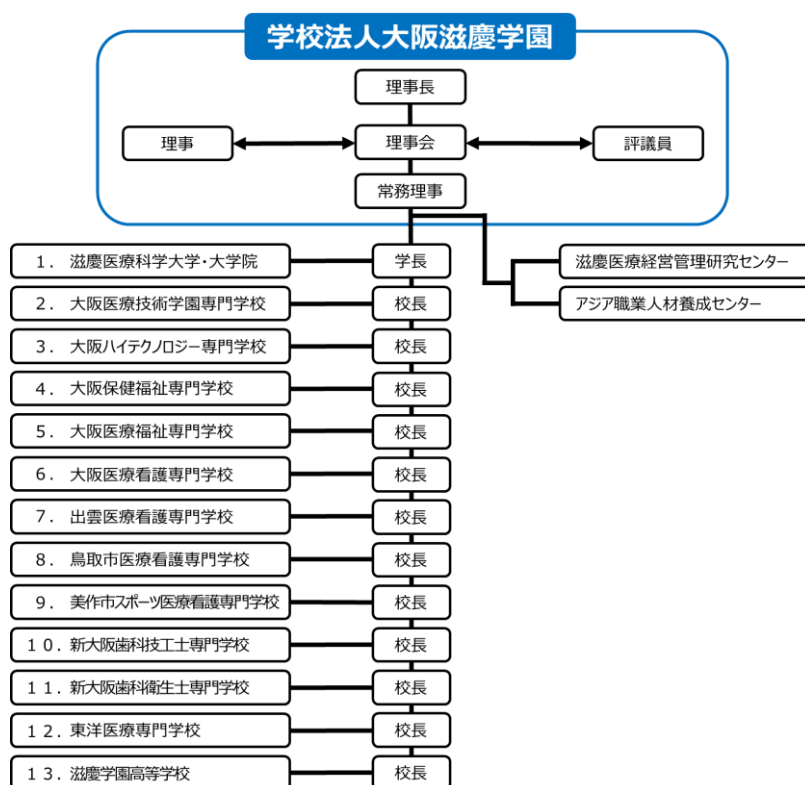 学校法人大阪滋慶学園
理事長
理事
理事会
評議員
常務理事
1. 滋慶医療科学大学・大学院
学長
滋慶医療経営管理研究センター
2. 大阪医療技術学園専門学校
校長
アジア職業人材養成センター
3. 大阪ハイテクノロジー専門学校
校長
4. 大阪保健福祉専門学校
校長
5. 大阪医療福祉専門学校
校長
6. 大阪医療看護専門学校
校長
7. 出雲医療看護専門学校
校長
8. 鳥取市医療看護専門学校
校長
9. 美作市スポーツ医療看護専門学校
校長
10. 新大阪歯科技工士専門学校
校長
11. 新大阪歯科衛生士専門学校
校長
12. 東洋医療専門学校
校長
13. 滋慶学園高等学校
校長